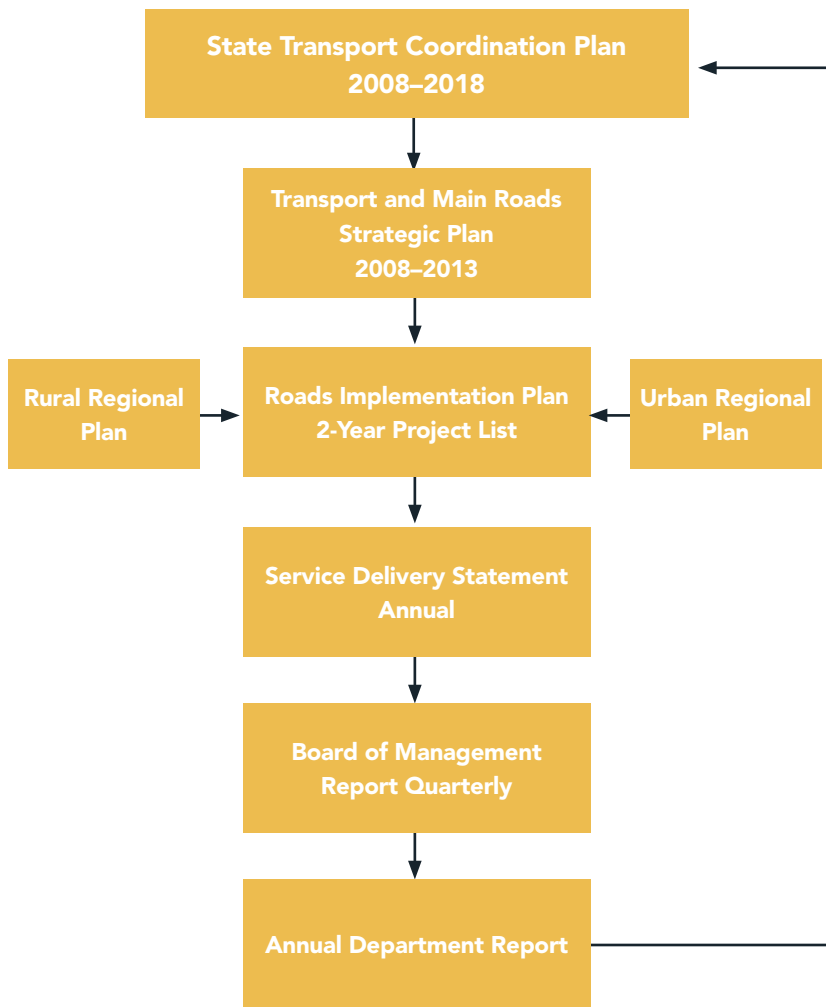 State Transport Coordination Plan
2008–2018
Transport and Main Roads
Strategic Plan
2008–2013
Rural Regional
Plan
Roads Implementation Plan
2-Year Project List
Urban Regional
Plan
Service Delivery Statement
Annual
Board of Management
Report Quarterly
Annual Department Report